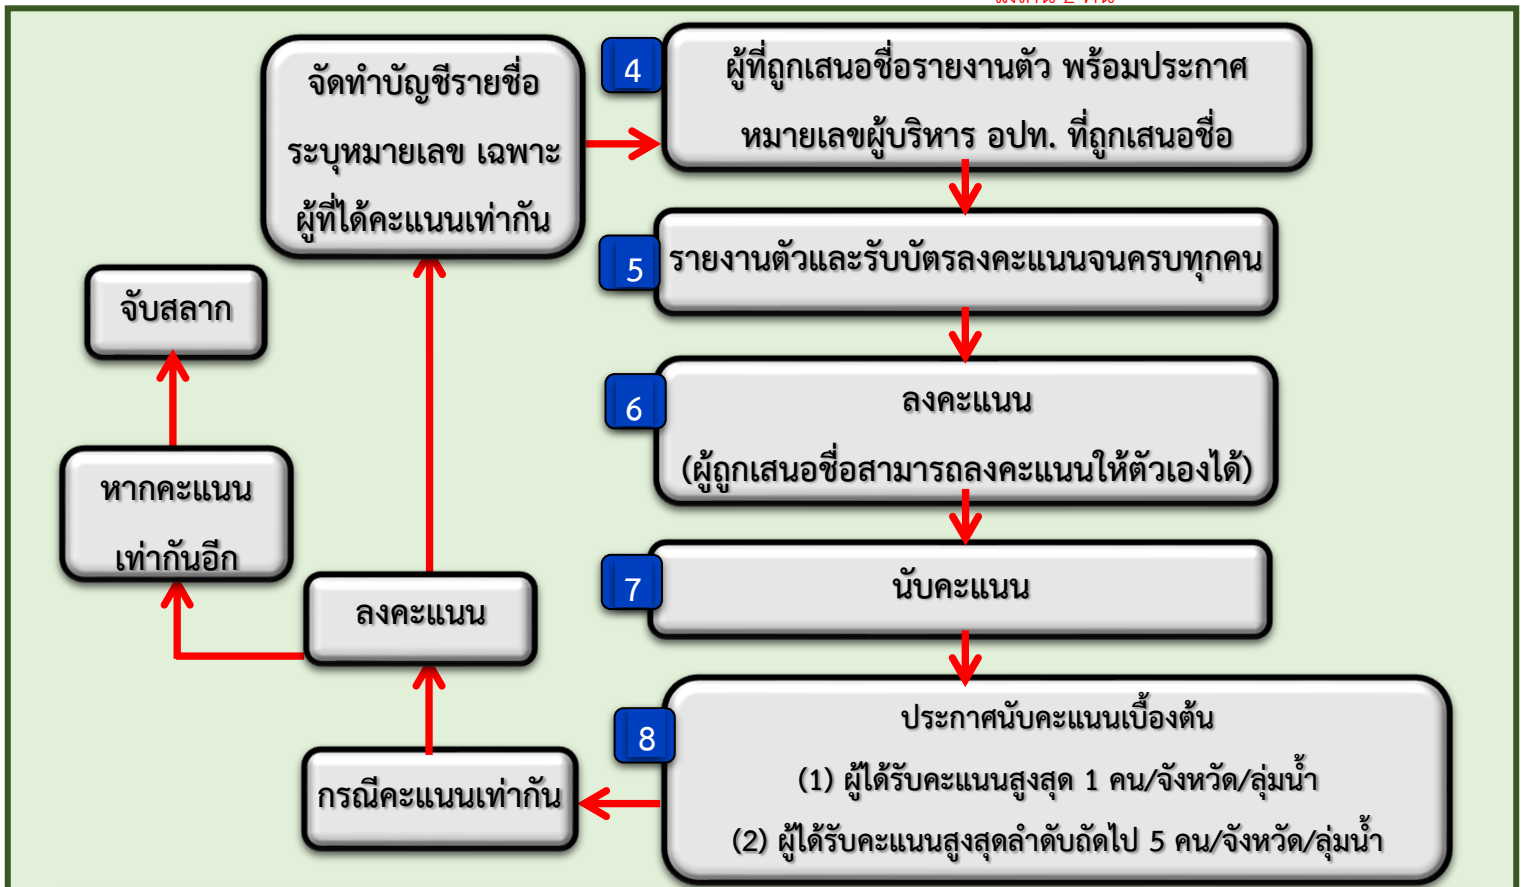 จัดทำบัญชีรายชื่อ
ระบุหมายเลข เฉพาะ
ผู้ที่ได้คะแนนเท่ากัน
4
ผู้ที่ถูกเสนอชื่อรายงานตัว พร้อมประกาศ
หมายเลขผู้บริหาร อปท. ที่ถูกเสนอชื่อ
5
รายงานตัวและรับบัตรลงคะแนนจนครบทุกคน
จับสลาก
6
ลงคะแนน
(ผู้ถูกเสนอชื่อสามารถลงคะแนนให้ตัวเองได้)
หากคะแนน
เท่ากันอีก
7
นับคะแนน
ลงคะแนน
8
ประกาศนับคะแนนเบื้องต้น
(1) ผู้ได้รับคะแนนสูงสุด 1 คน/จังหวัด/ลุ่มน้ำ
(2) ผู้ได้รับคะแนนสูงสุดลำดับถัดไป 5 คน/จังหวัด/ลุ่มน้ำ
กรณีคะแนนเท่ากัน